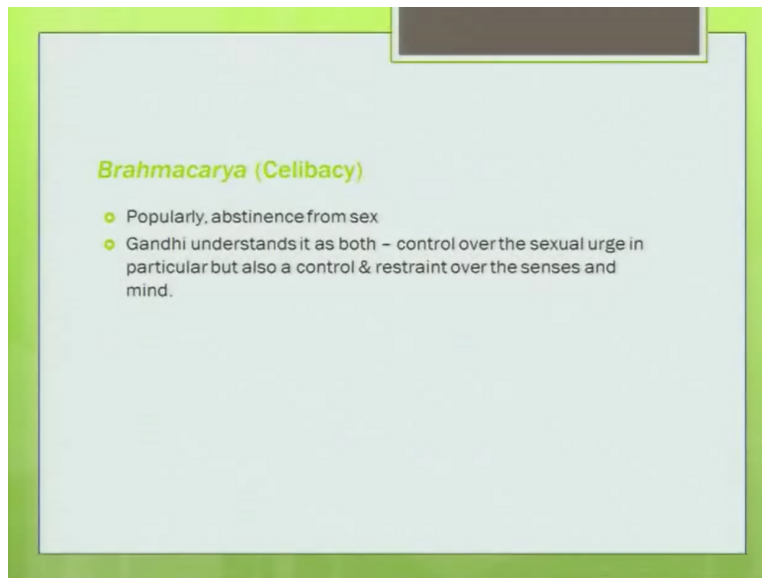 Brahmacarya (Celibacy)
Popularly, abstinence from sex
Gandhi understands it as both – control over the sexual urge in
particular but also a control & restraint over the senses and
mind.